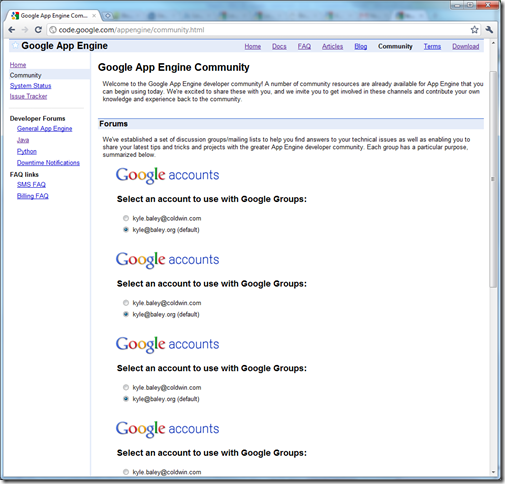 Google App Engine Com...
code.google.com/appengine/community.html
Google App Engine
Home Docs FAQ Articles Blog Community Terms Download
Home
Community
System Status
Issue Tracker
Developer Forums
General App Engine
Java
Python
Downtime Notifications
FAQ links
SMS FAQ
Billing FAQ
Google App Engine Community
Welcome to the Google App Engine developer community! A number of community resources are already available for App Engine that you
can begin using today. We're excited to share these with you, and we invite you to get involved in these channels and contribute your own
knowledge and experience back to the community.
Forums
We've established a set of discussion groups/mailing lists to help you find answers to your technical issues as well as enabling you to
share your latest tips and tricks and projects with the greater App Engine developer community. Each group has a particular purpose,
summarized below.
Google accounts
Select an account to use with Google Groups:
kyle.baley@coldwin.com
kyle@baley.org (default)
Google accounts
Select an account to use with Google Groups:
kyle.baley@coldwin.com
kyle@baley.org (default)
Google accounts
Select an account to use with Google Groups:
kyle.baley@coldwin.com
kyle@baley.org (default)
Google accounts
Select an account to use with Google Groups:
kyle.baley@coldwin.com